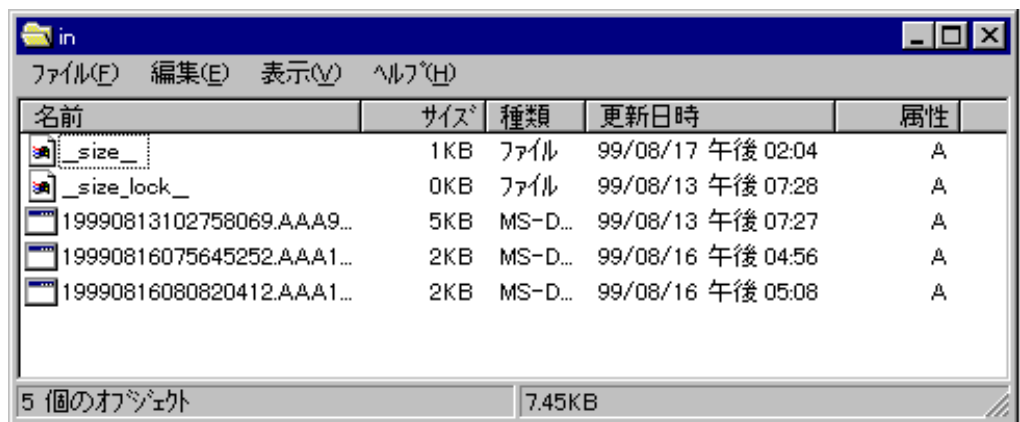 in
ﾌｧｲﾙ(F) 編集(E) 表示(V) ﾍﾙﾌﾟ(H)
名前 ｻｲｽﾞ 種類 更新日時 属性
__size__ 1KB ﾌｧｲﾙ 99/08/17 午後 02:04 A
__size_lock__ 0KB ﾌｧｲﾙ 99/08/13 午後 07:28 A
19990813102758069.AAA9... 5KB MS-D... 99/08/13 午後 07:27 A
19990816075645252.AAA1... 2KB MS-D... 99/08/16 午後 04:56 A
19990816080820412.AAA1... 2KB MS-D... 99/08/16 午後 05:08 A
5 個のｵﾌﾞｼﾞｪｸﾄ 7.45KB